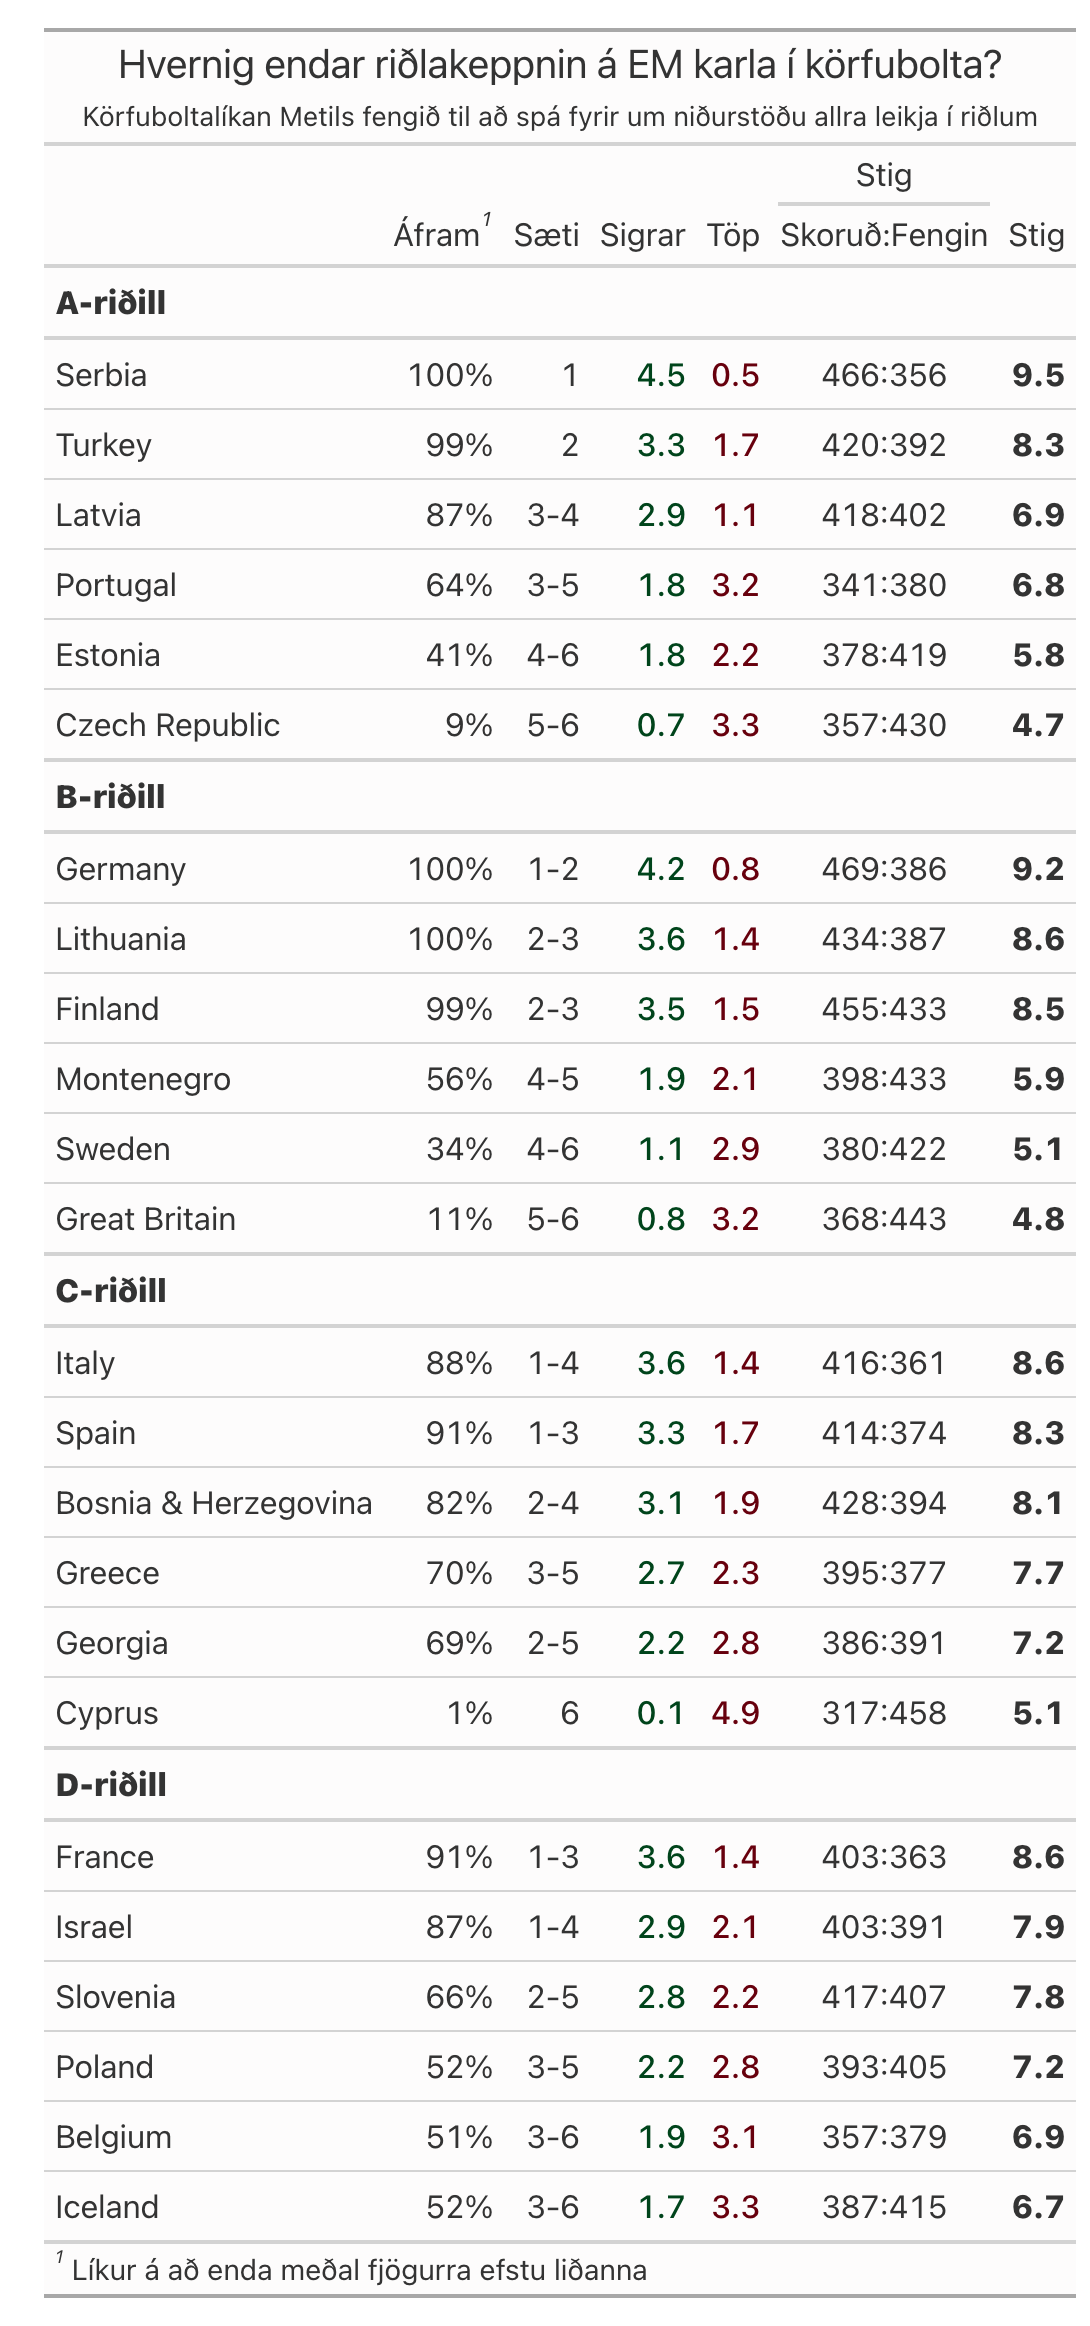 Hvernig endar riðlakeppnin á EM karla í körfubolta?
Körfuboltalíkan Metils fengið til að spá fyrir um niðurstöðu allra leikja í riðlum
Stig
Áfram¹ Sæti Sigrar Töp Skoruð:Fengin Stig
A-riðill
Serbia 100% 1 4.5 0.5 466:356 9.5
Turkey 99% 2 3.3 1.7 420:392 8.3
Latvia 87% 3-4 2.9 1.1 418:402 6.9
Portugal 64% 3-5 1.8 3.2 341:380 6.8
Estonia 41% 4-6 1.8 2.2 378:419 5.8
Czech Republic 9% 5-6 0.7 3.3 357:430 4.7
B-riðill
Germany 100% 1-2 4.2 0.8 469:386 9.2
Lithuania 100% 2-3 3.6 1.4 434:387 8.6
Finland 99% 2-3 3.5 1.5 455:433 8.5
Montenegro 56% 4-5 1.9 2.1 398:433 5.9
Sweden 34% 4-6 1.1 2.9 380:422 5.1
Great Britain 11% 5-6 0.8 3.2 368:443 4.8
C-riðill
Italy 88% 1-4 3.6 1.4 416:361 8.6
Spain 91% 1-3 3.3 1.7 414:374 8.3
Bosnia & Herzegovina 82% 2-4 3.1 1.9 428:394 8.1
Greece 70% 3-5 2.7 2.3 395:377 7.7
Georgia 69% 2-5 2.2 2.8 386:391 7.2
Cyprus 1% 6 0.1 4.9 317:458 5.1
D-riðill
France 91% 1-3 3.6 1.4 403:363 8.6
Israel 87% 1-4 2.9 2.1 403:391 7.9
Slovenia 66% 2-5 2.8 2.2 417:407 7.8
Poland 52% 3-5 2.2 2.8 393:405 7.2
Belgium 51% 3-6 1.9 3.1 357:379 6.9
Iceland 52% 3-6 1.7 3.3 387:415 6.7
¹ Líkur á að enda meðal fjögurra efstu liðanna